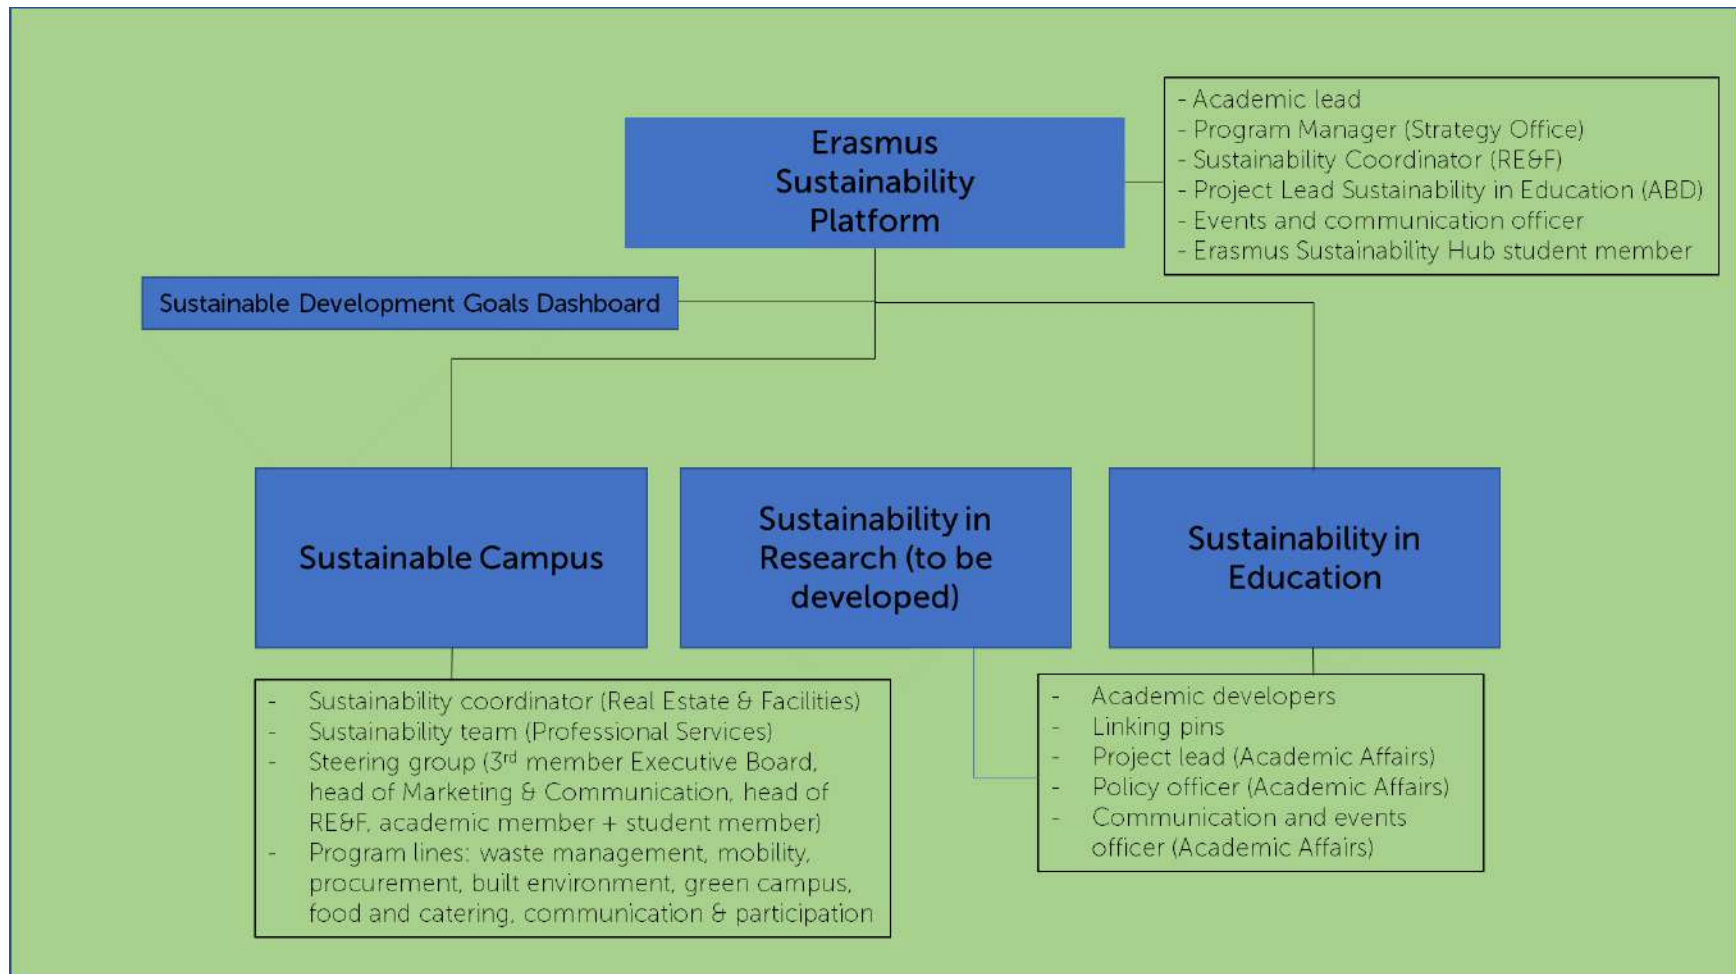 Erasmus
Sustainability
Platform
- Academic lead
- Program Manager (Strategy Office)
- Sustainability Coordinator (RE&F)
- Project Lead Sustainability in Education (ABD)
- Events and communication officer
- Erasmus Sustainability Hub student member
Sustainable Development Goals Dashboard
Sustainable Campus
Sustainability in
Research (to be
developed)
Sustainability in
Education
- Sustainability coordinator (Real Estate & Facilities)
- Sustainability team (Professional Services)
- Steering group (3rd member Executive Board,
head of Marketing & Communication, head of
RE&F, academic member + student member)
- Program lines: waste management, mobility,
procurement, built environment, green campus,
food and catering, communication & participation
- Academic developers
- Linking pins
- Project lead (Academic Affairs)
- Policy officer (Academic Affairs)
- Communication and events
officer (Academic Affairs)